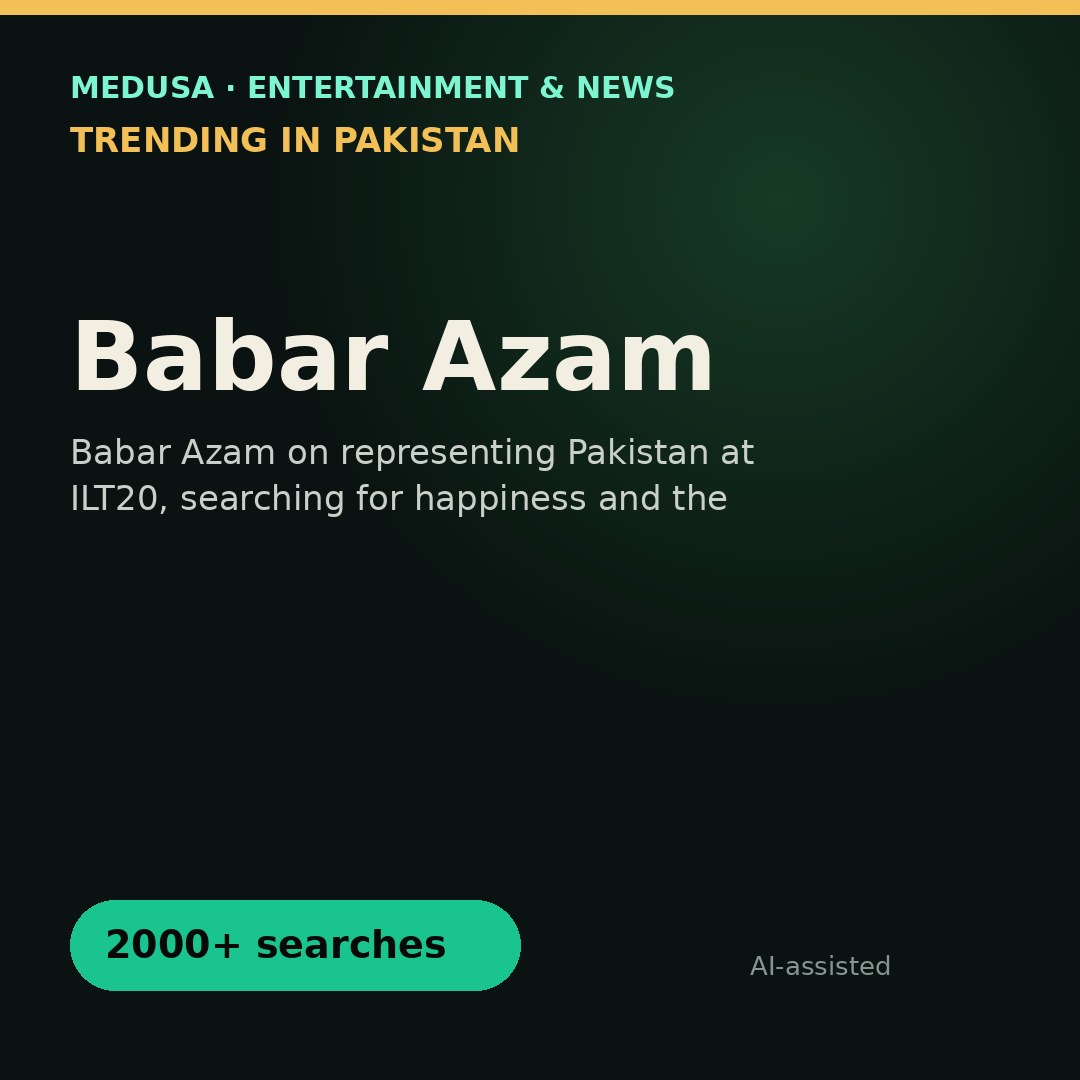 MEDUSA · ENTERTAINMENT & NEWS
TRENDING IN PAKISTAN
Babar Azam
Babar Azam on representing Pakistan at
ILT20, searching for happiness and the
2000+ searches
AI-assisted